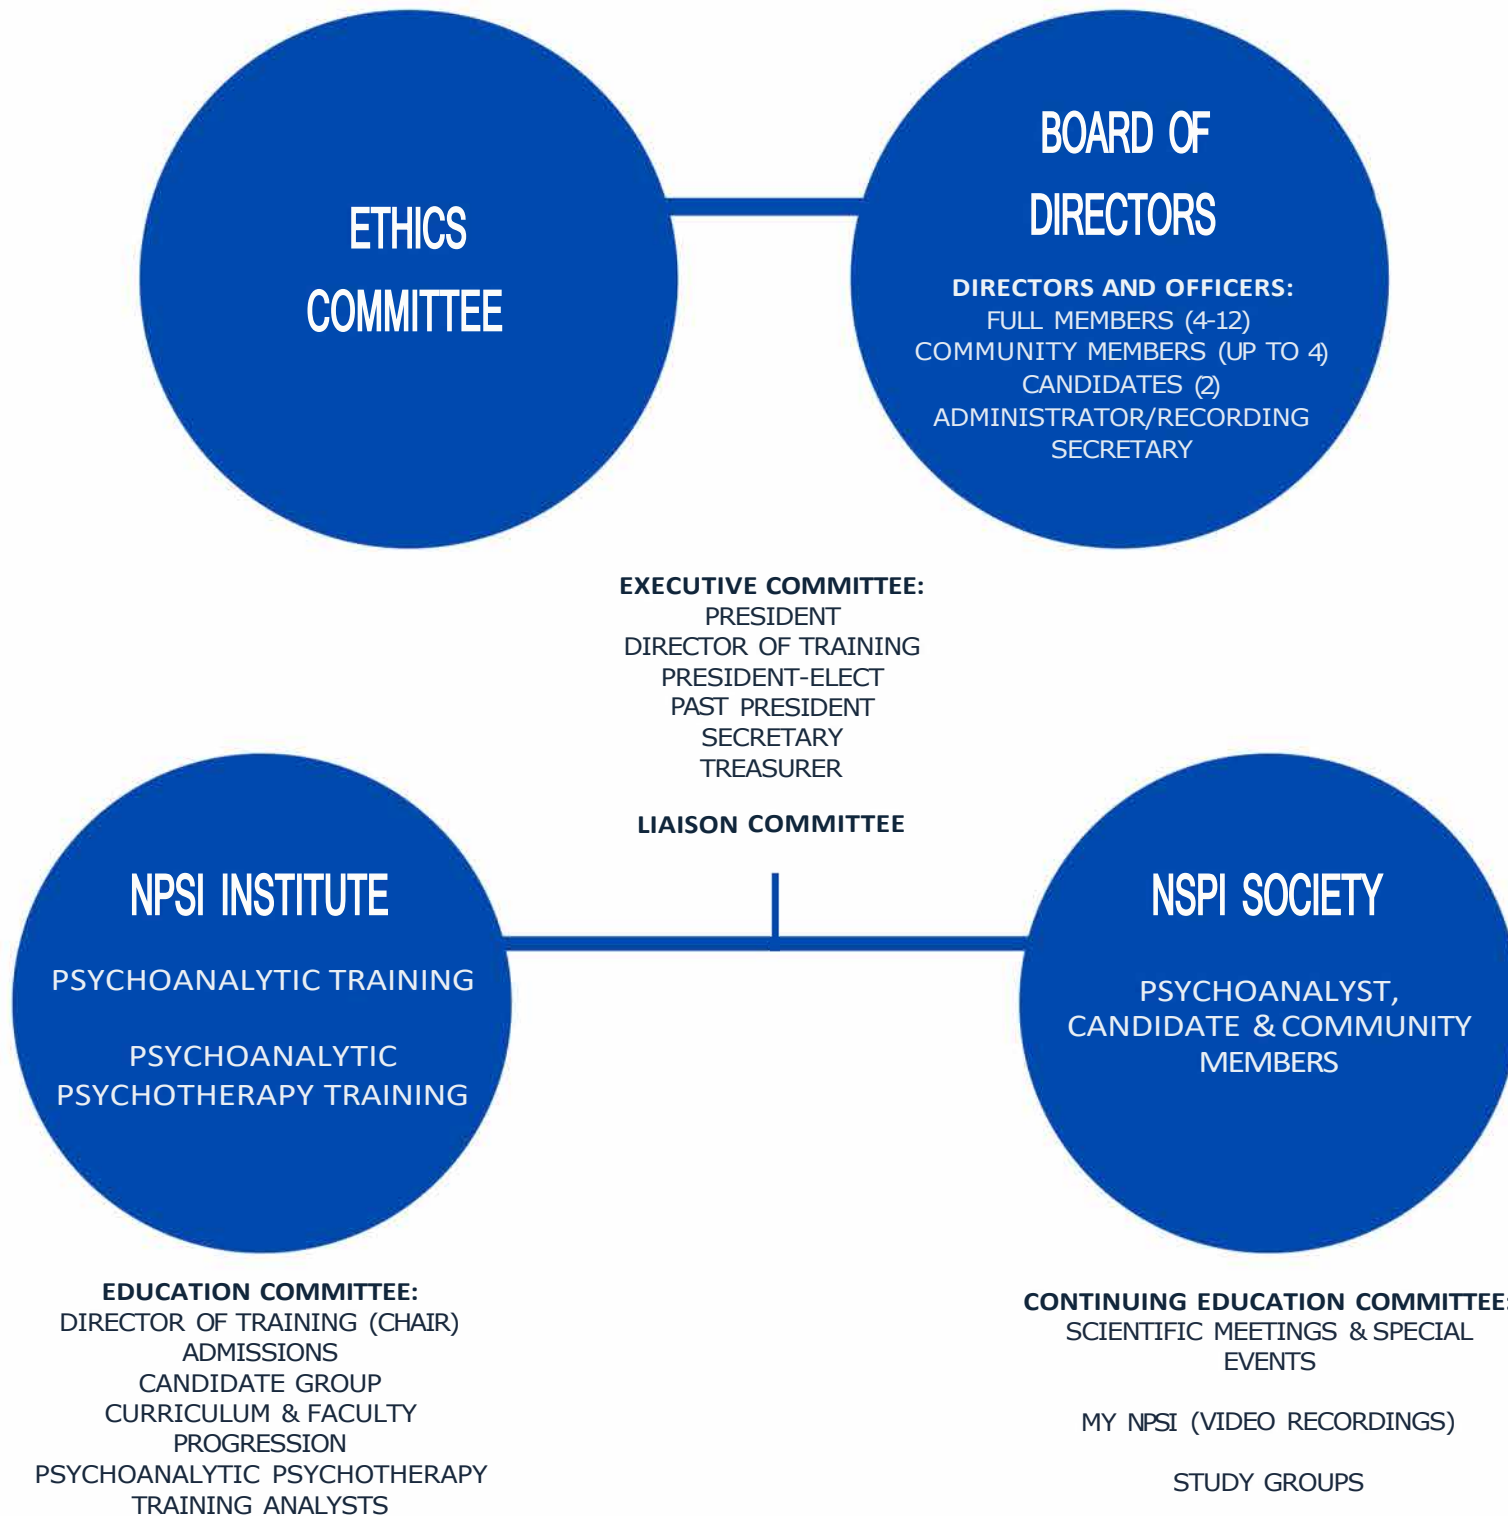 ETHICS
COMMITTEE
BOARD OF
DIRECTORS
DIRECTORS AND OFFICERS:
FULL MEMBERS (4-12)
COMMUNITY MEMBERS (UP TO 4)
CANDIDATES (2)
ADMINISTRATOR/RECORDING
SECRETARY
EXECUTIVE COMMITTEE:
PRESIDENT
DIRECTOR OF TRAINING
PRESIDENT-ELECT
PAST PRESIDENT
SECRETARY
TREASURER
LIAISON COMMITTEE
NPSI INSTITUTE
PSYCHOANALYTIC TRAINING
PSYCHOANALYTIC
PSYCHOTHERAPY TRAINING
NSPI SOCIETY
PSYCHOANALYST,
CANDIDATE & COMMUNITY
MEMBERS
EDUCATION COMMITTEE:
DIRECTOR OF TRAINING (CHAIR)
ADMISSIONS
CANDIDATE GROUP
CURRICULUM & FACULTY
PROGRESSION
PSYCHOANALYTIC PSYCHOTHERAPY
TRAINING ANALYSTS
CONTINUING EDUCATION COMMITTEE:
SCIENTIFIC MEETINGS & SPECIAL
EVENTS
MY NPSI (VIDEO RECORDINGS)
STUDY GROUPS